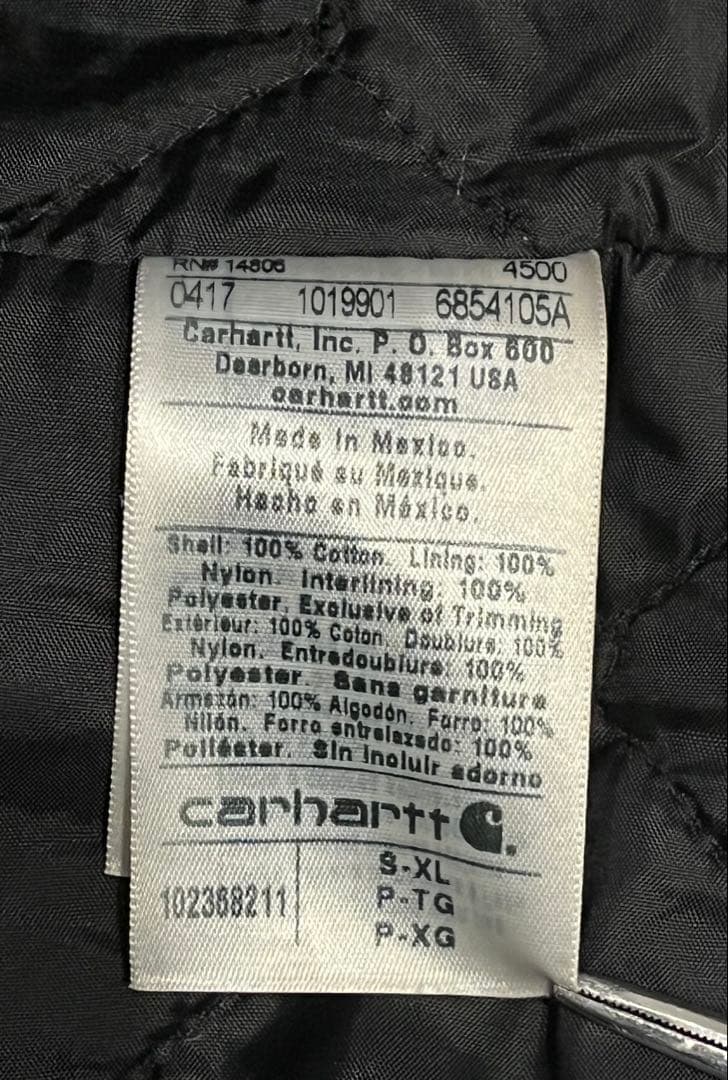 RN# 14806 4500
0417 1019901 6854105A
Carhartt, Inc. P. O. Box 600
Dearborn, MI 48121 USA
carhartt.com
Made in Mexico.
Fabriqué au Mexique.
Hecho en México.
Shell: 100% Cotton. Lining: 100%
Nylon. Interlining: 100%
Polyester. Exclusive of Trimming
Extérieur: 100% Coton. Doublure: 100%
Nylon. Entredoublure: 100%
Polyester. Sans garniture
Armazón: 100% Algodón. Forro: 100%
Nilón. Forro entrelazado: 100%
Poliéster. Sin incluir adorno
carhartt
102368211
S-XL
P-TG
P-XG